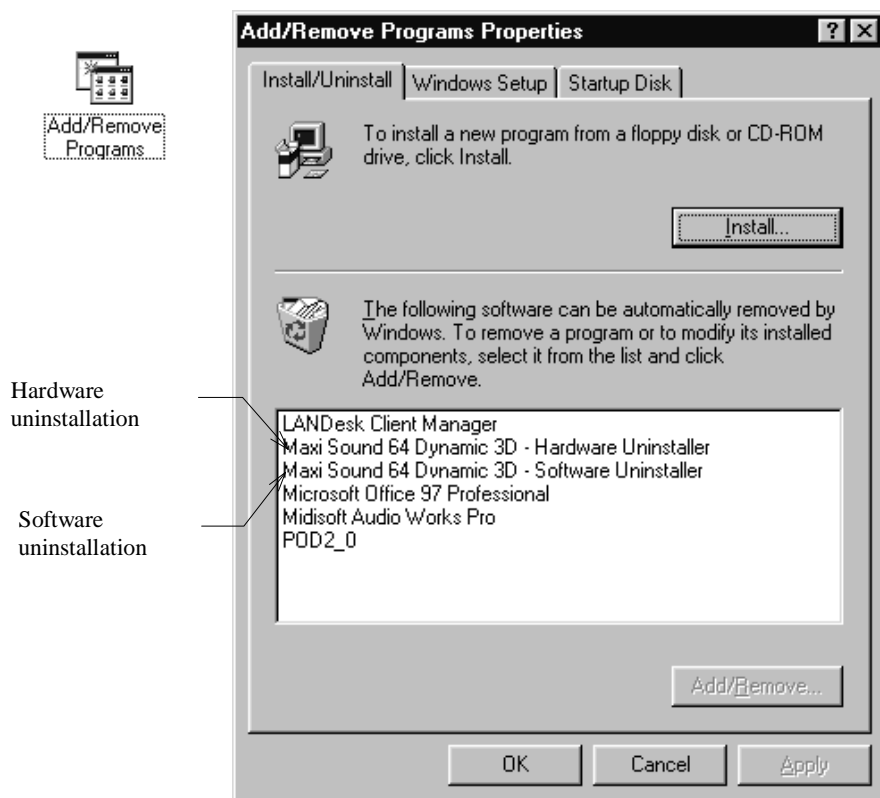 Add/Remove
Programs
Add/Remove Programs Properties
Install/Uninstall
Windows Setup
Startup Disk
To install a new program from a floppy disk or CD-ROM
drive, click Install.
Install...
The following software can be automatically removed by
Windows. To remove a program or to modify its installed
components, select it from the list and click
Add/Remove.
Hardware
uninstallation
Software
uninstallation
LANDesk Client Manager
Maxi Sound 64 Dynamic 3D - Hardware Uninstaller
Maxi Sound 64 Dynamic 3D - Software Uninstaller
Microsoft Office 97 Professional
Midisoft Audio Works Pro
POD2_0
Add/Remove...
OK
Cancel
Apply